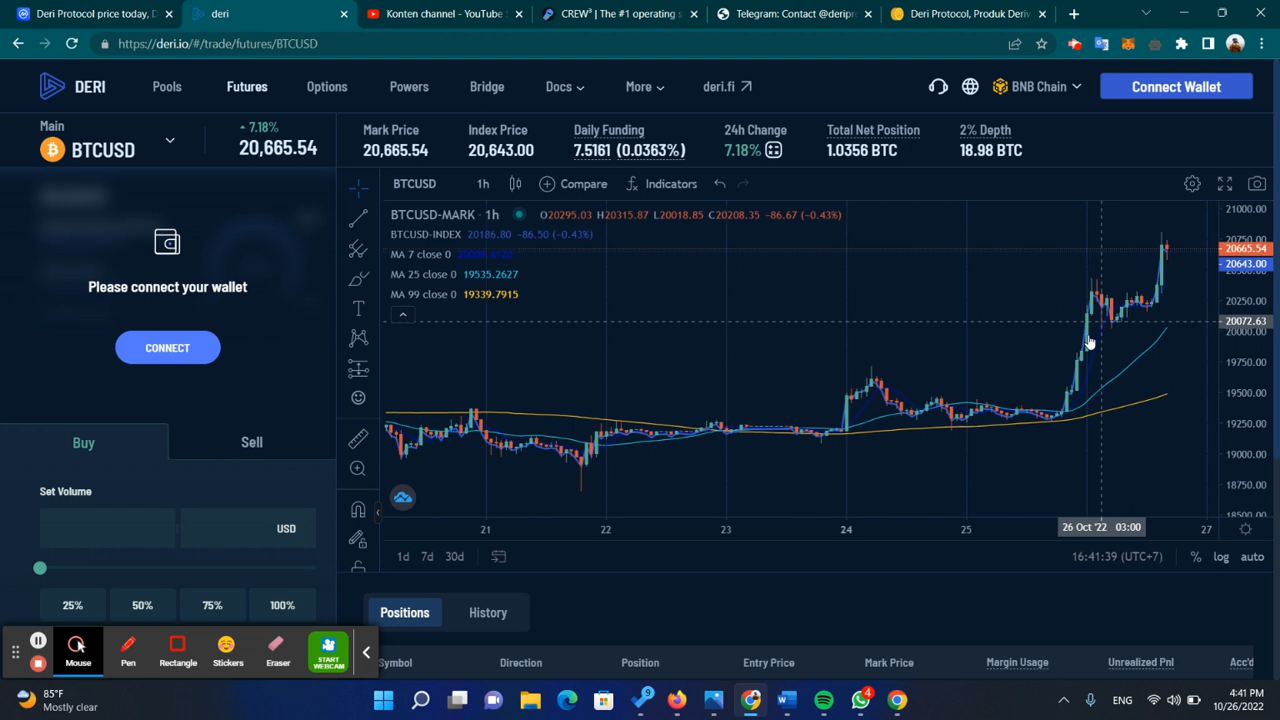 Deri Protocol price today, D
deri
Konten channel - YouTube S
CREW³ | The #1 operating s
Telegram: Contact @deripro
Deri Protocol, Produk Deriv
https://deri.io/#/trade/futures/BTCUSD
DERI
Pools
Futures
Options
Powers
Bridge
Docs
More
deri.fi
BNB Chain
Connect Wallet
Main
BTCUSD
7.18%
20,665.54
Mark Price
20,665.54
Index Price
20,643.00
Daily Funding
7.5161 (0.0363%)
24h Change
7.18%
Total Net Position
1.0356 BTC
2% Depth
18.98 BTC
BTCUSD
1h
Compare
Indicators
BTCUSD-MARK · 1h
O20295.03 H20315.87 L20018.85 C20208.35 −86.67 (−0.43%)
BTCUSD-INDEX 20186.80 −86.50 (−0.43%)
MA 7 close 0
MA 25 close 0 19535.2627
MA 99 close 0 19339.7915
21000.00
20665.54
20643.00
20250.00
20072.63
20000.00
19750.00
19500.00
19250.00
19000.00
18750.00
18500.00
21
22
23
24
25
26 Oct '22 03:00
27
1d
7d
30d
16:41:39 (UTC+7)
%
log
auto
Please connect your wallet
CONNECT
Buy
Sell
Set Volume
USD
25%
50%
75%
100%
Positions
History
Symbol
Direction
Position
Entry Price
Mark Price
Margin Usage
Unrealized Pnl
Acc'd
Mouse
Pen
Rectangle
Stickers
Eraser
START
WEBCAM
85°F
Mostly clear
9
4
ENG
4:41 PM
10/26/2022